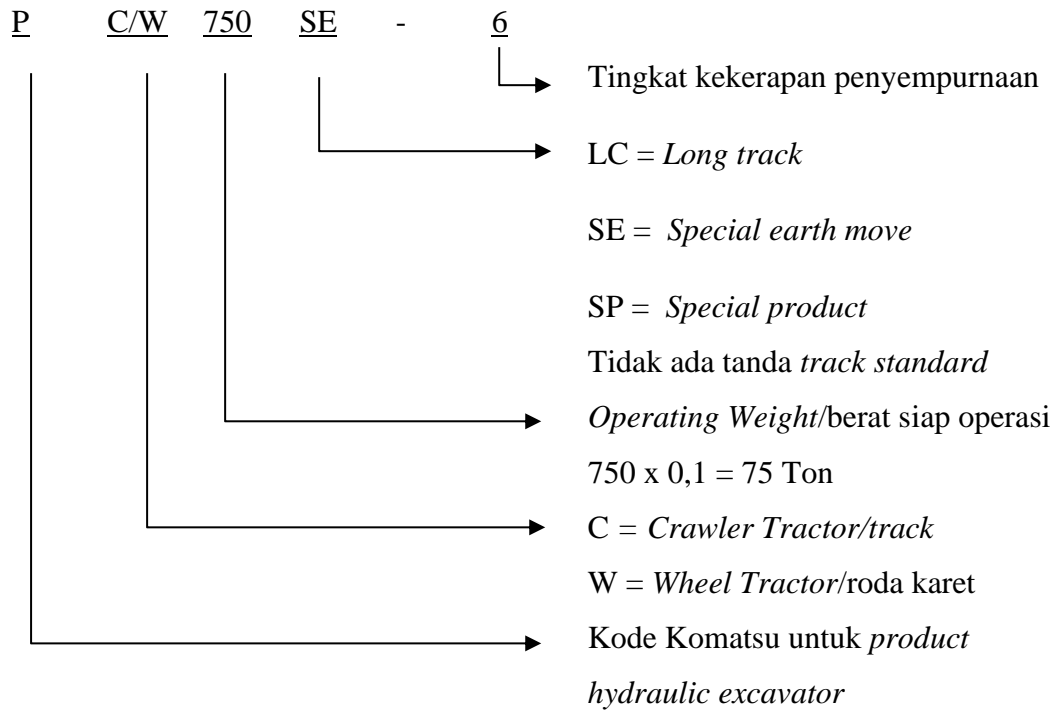 P C/W 750 SE - 6
Tingkat kekerapan penyempurnaan
LC = Long track
SE = Special earth move
SP = Special product
Tidak ada tanda track standard
Operating Weight/berat siap operasi
750 x 0,1 = 75 Ton
C = Crawler Tractor/track
W = Wheel Tractor/roda karet
Kode Komatsu untuk product
hydraulic excavator